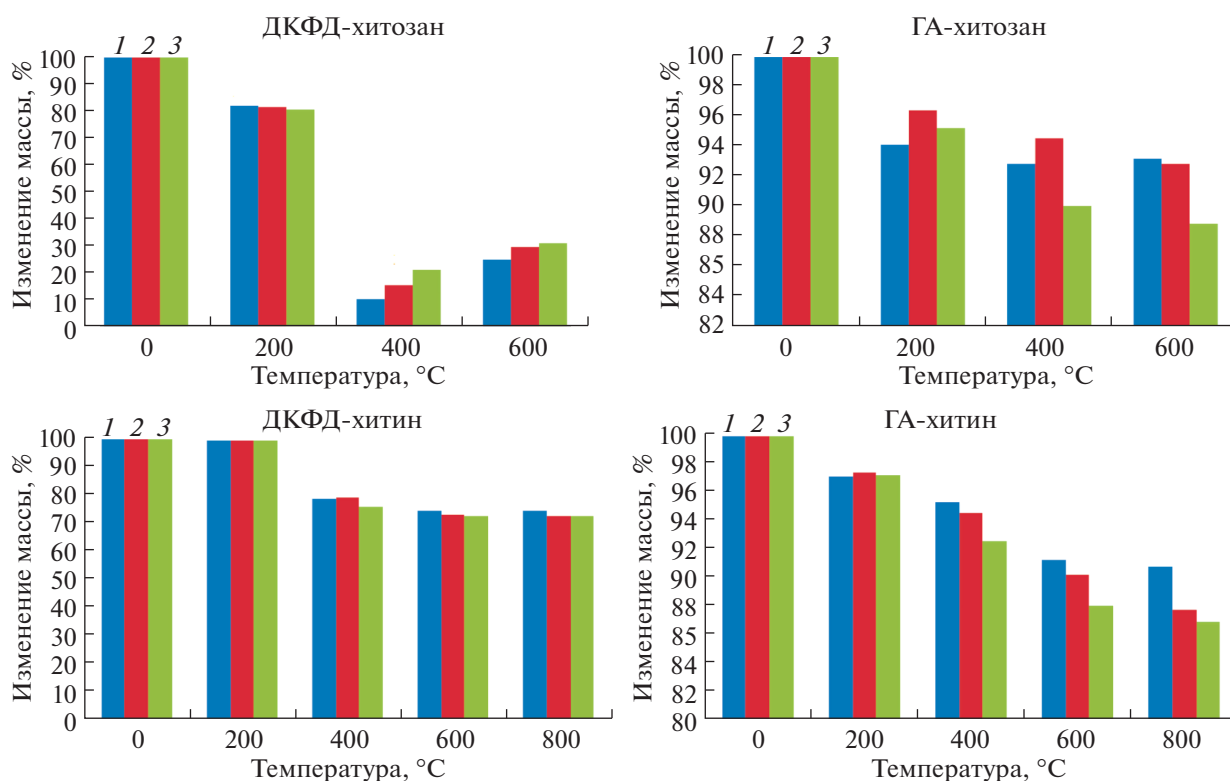 ДКФД-хитозан
Изменение массы, %
100
90
80
70
60
50
40
30
20
10
0
1 2 3
0 200 400 600
Температура, °C
ГА-хитозан
Изменение массы, %
100
96
94
92
90
88
85
84
82
1 2 3
0 200 400 600
Температура, °C
ДКФД-хитин
Изменение массы, %
100
90
80
70
60
50
40
30
20
10
0
1 2 3
0 200 400 600 800
Температура, °C
ГА-хитин
Изменение массы, %
100
98
96
94
92
90
88
85
84
82
80
1 2 3
0 200 400 600 800
Температура, °C